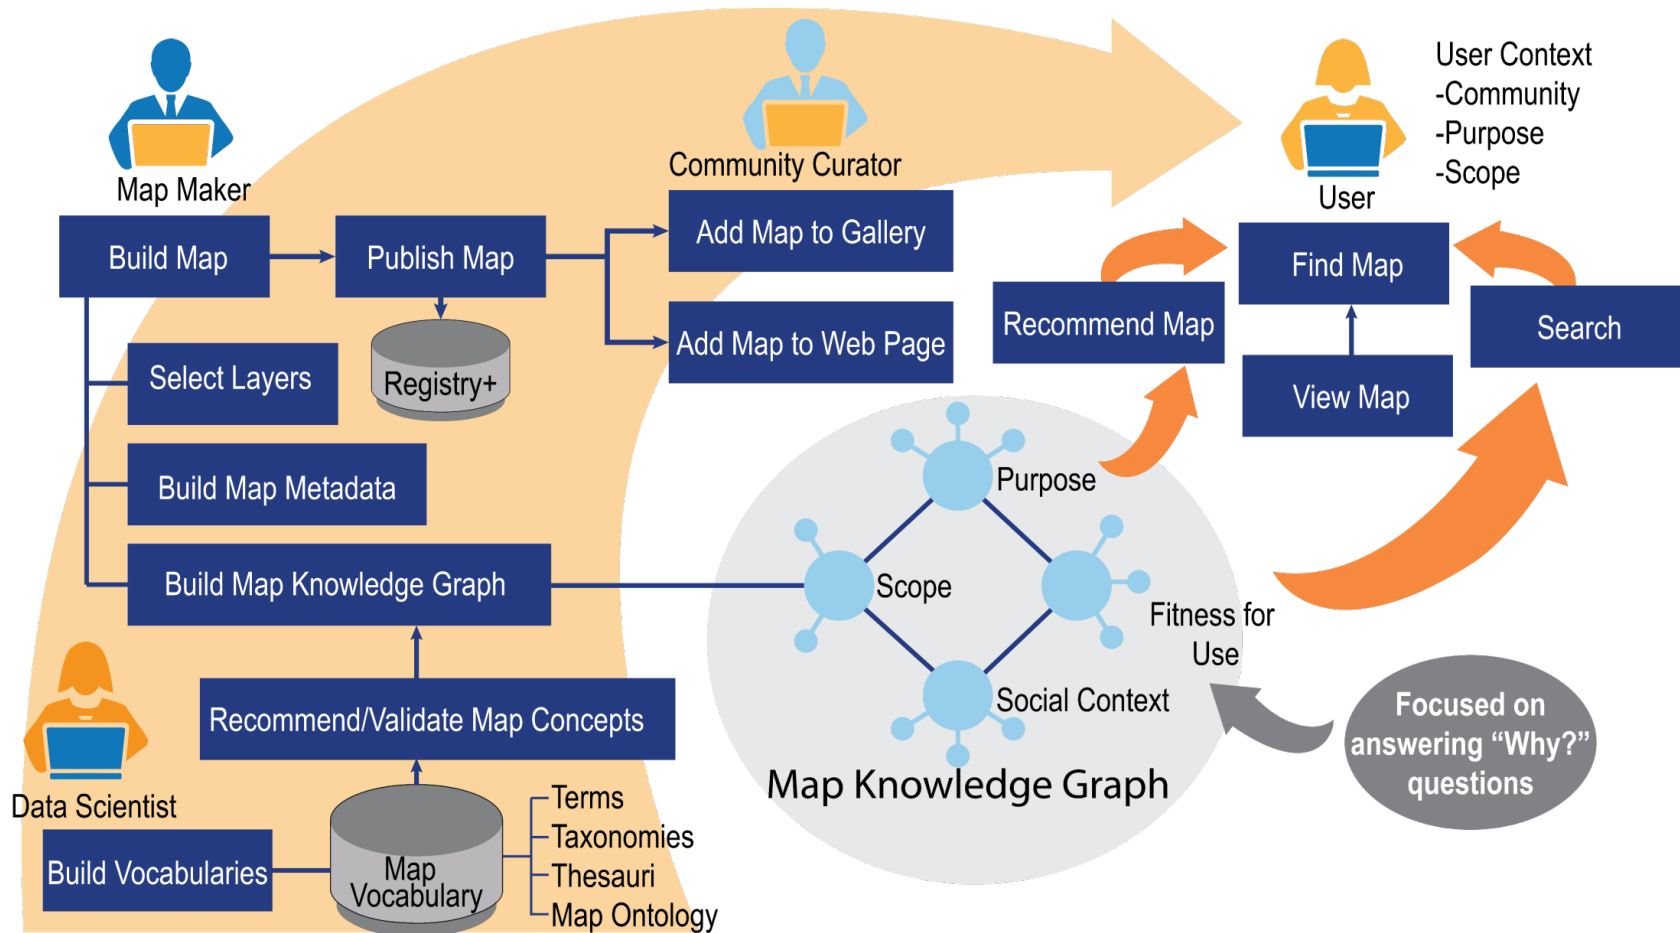 Map Maker
Build Map
Publish Map
Registry+
Select Layers
Build Map Metadata
Build Map Knowledge Graph
Community Curator
Add Map to Gallery
Add Map to Web Page
User Context
-Community
-Purpose
-Scope
User
Find Map
Recommend Map
Search
View Map
Purpose
Scope
Fitness for
Use
Social Context
Map Knowledge Graph
Focused on
answering “Why?”
questions
Data Scientist
Recommend/Validate Map Concepts
Build Vocabularies
Map
Vocabulary
Terms
Taxonomies
Thesauri
Map Ontology